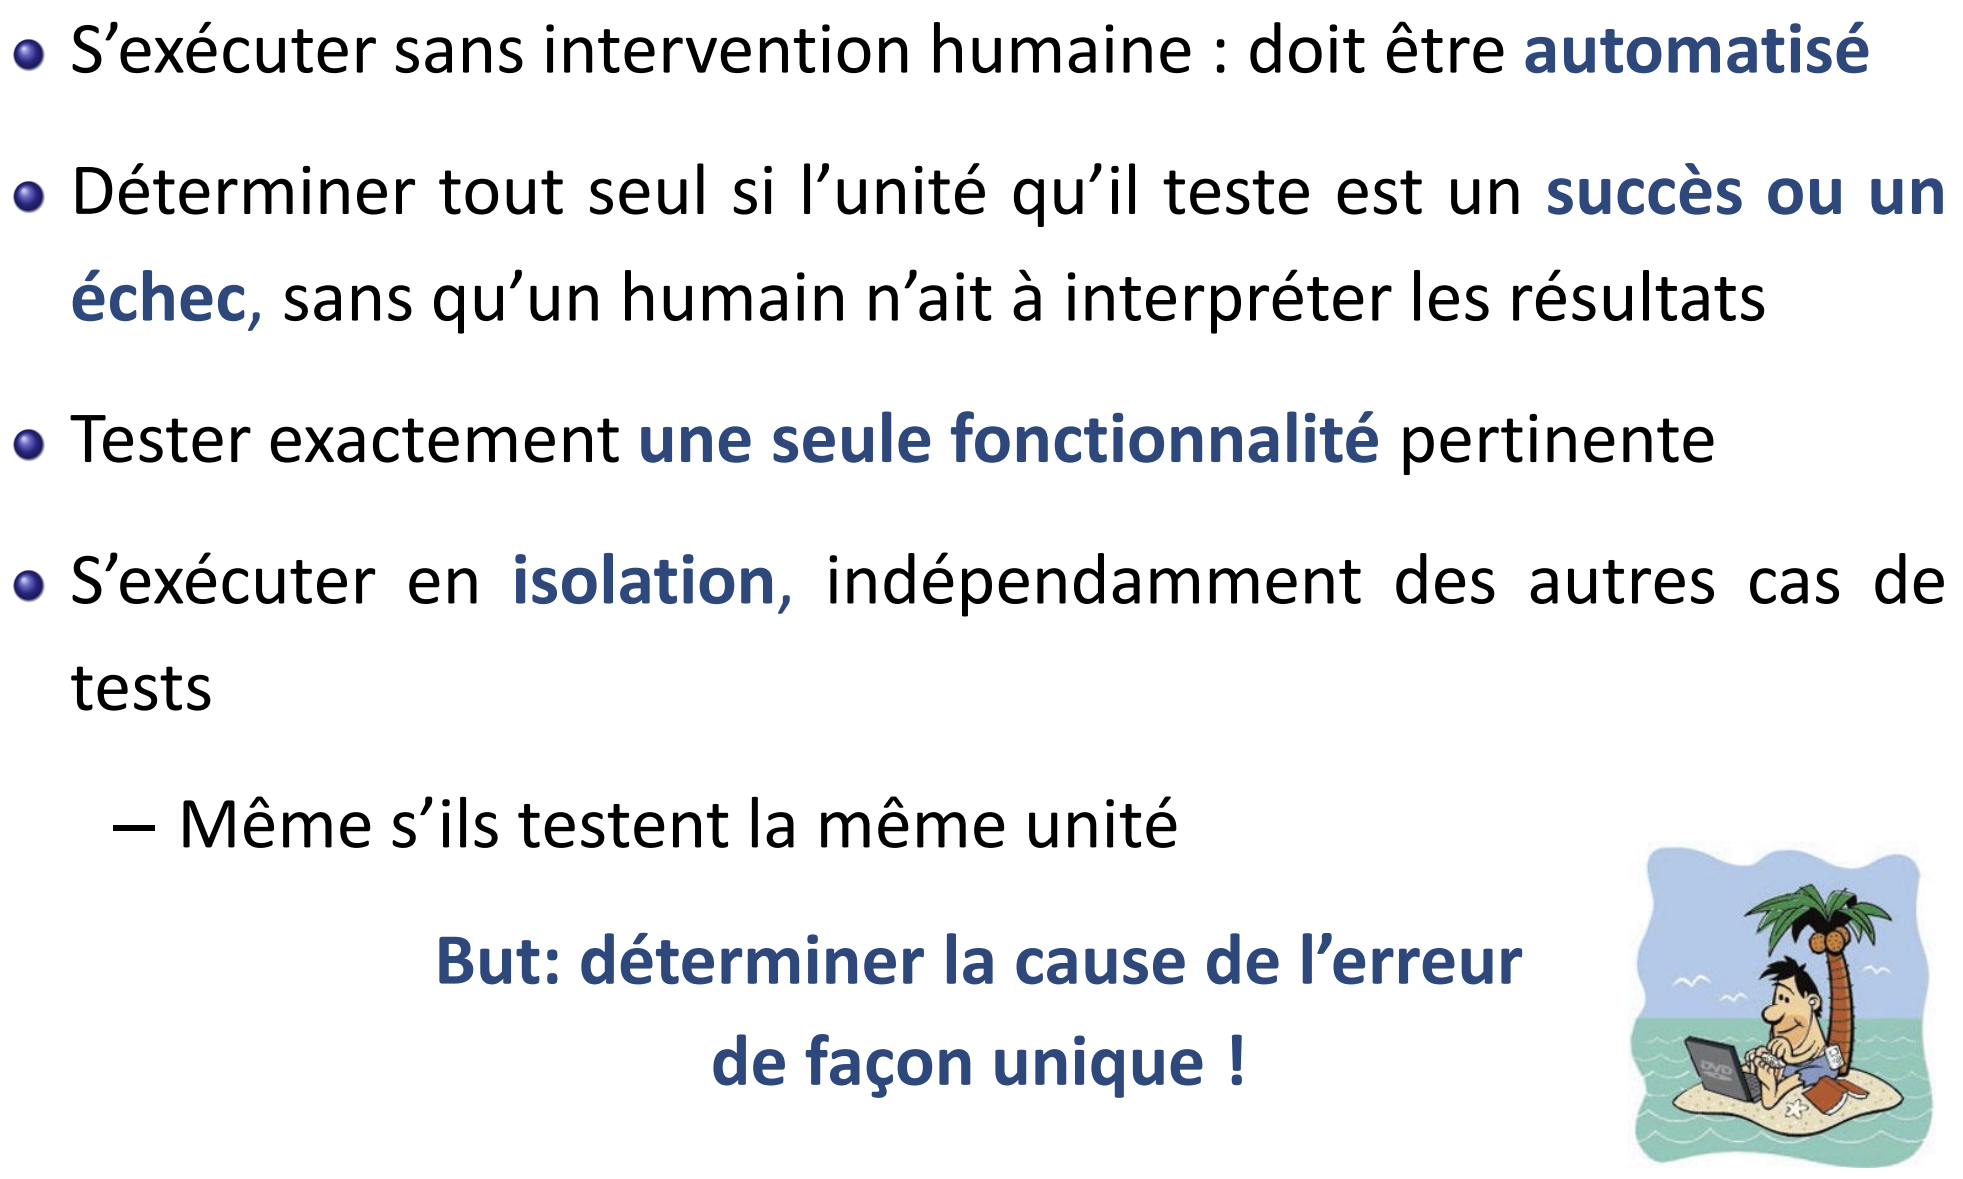 S’exécuter sans intervention humaine : doit être automatisé
Déterminer tout seul si l’unité qu’il teste est un succès ou un
échec, sans qu’un humain n’ait à interpréter les résultats
Tester exactement une seule fonctionnalité pertinente
S’exécuter en isolation, indépendamment des autres cas de
tests
– Même s’ils testent la même unité
But: déterminer la cause de l’erreur
de façon unique !
DVD